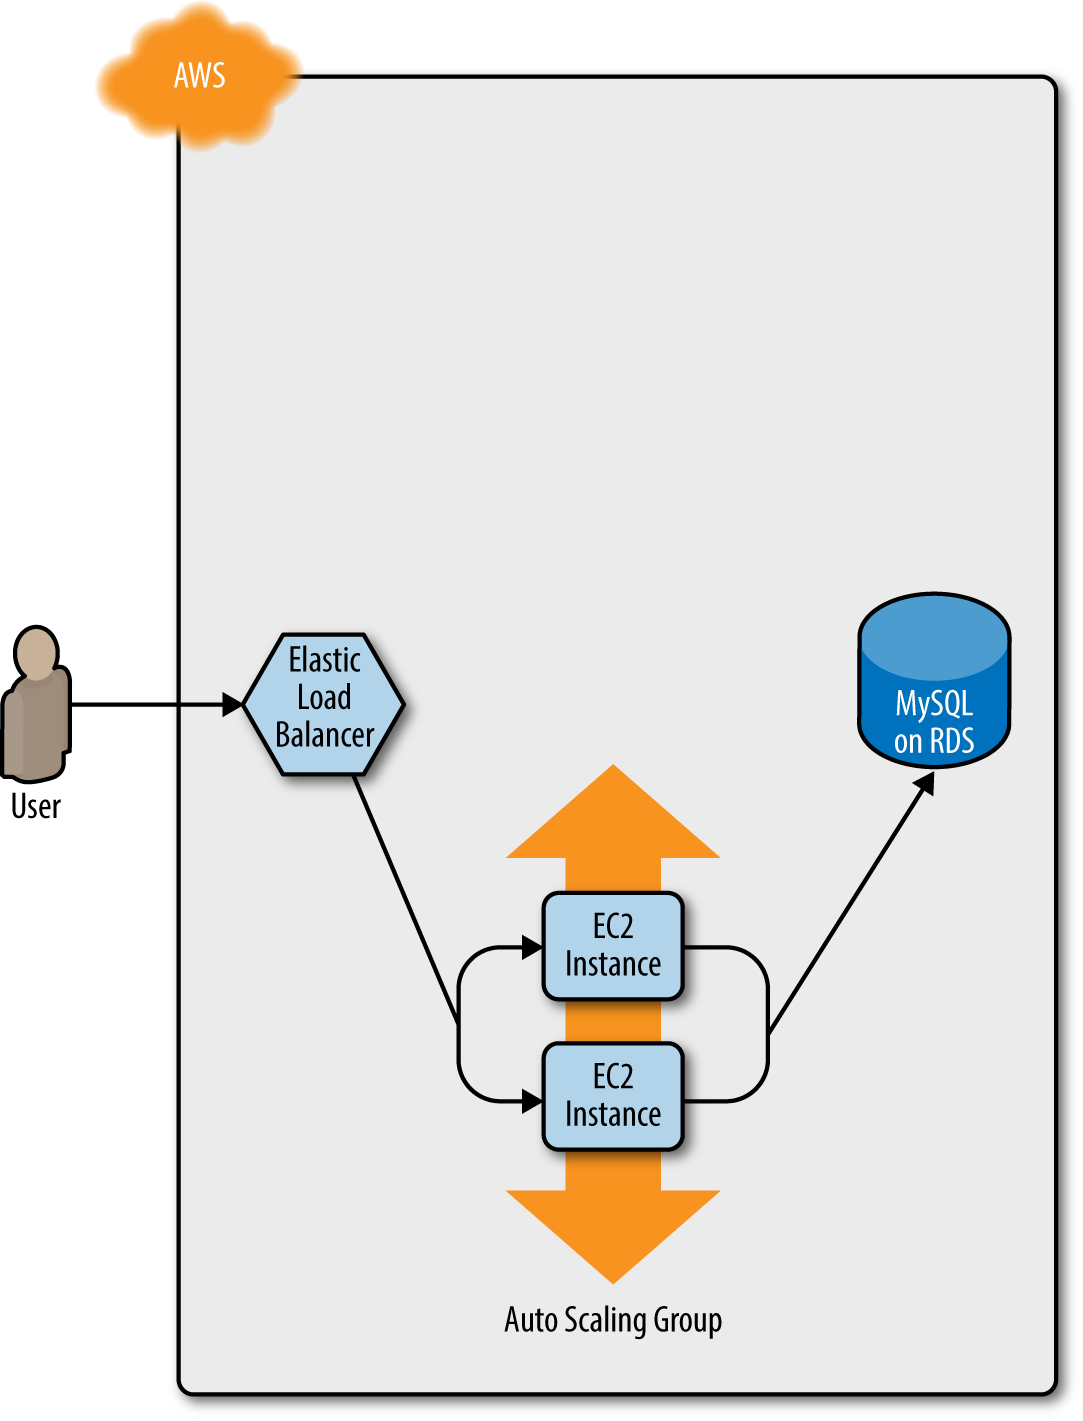 AWS
Elastic
Load
Balancer
MySQL
on RDS
User
EC2
Instance
EC2
Instance
Auto Scaling Group